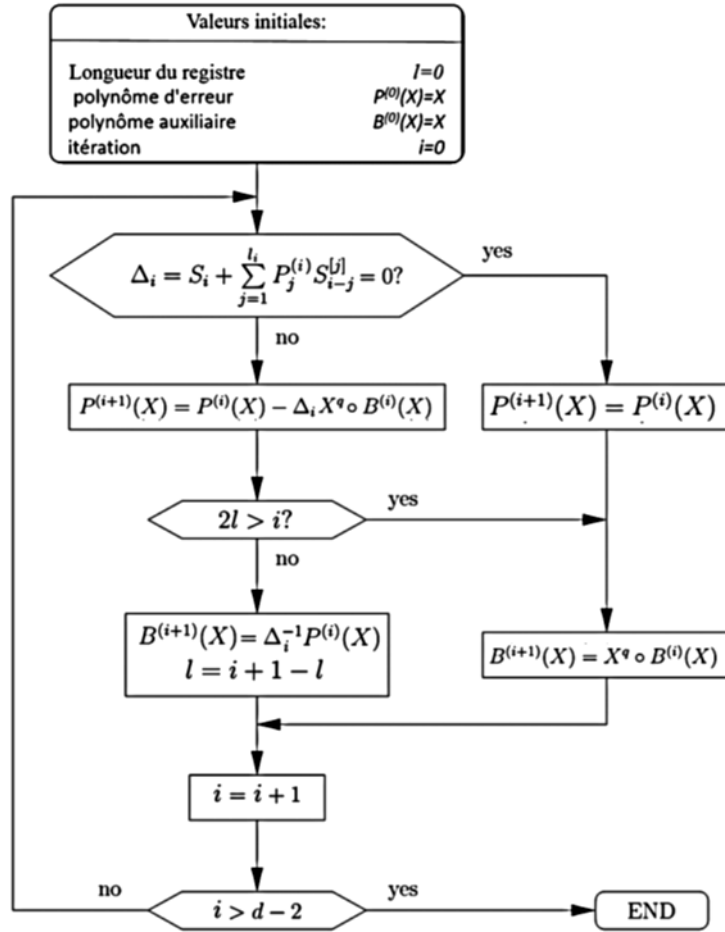 Valeurs initiales:
Longueur du registre l=0
polynôme d'erreur P^{(0)}(X)=X
polynôme auxiliaire B^{(0)}(X)=X
itération i=0
Δ_i = S_i + \sum_{j=1}^{l_i} P_j^{(i)} S_{i-j}^{[j]} = 0?
yes
no
P^{(i+1)}(X) = P^{(i)}(X) − Δ_i X^q ∘ B^{(i)}(X)
P^{(i+1)}(X) = P^{(i)}(X)
2l > i?
yes
no
B^{(i+1)}(X) = Δ_i^{-1} P^{(i)}(X)
l = i + 1 − l
B^{(i+1)}(X) = X^q ∘ B^{(i)}(X)
i = i + 1
no
i > d − 2
yes
END